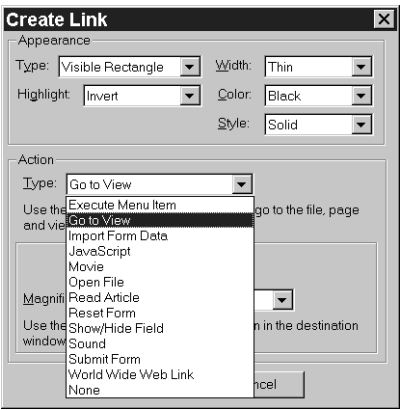 Create Link
Appearance
Type: Visible Rectangle Width: Thin
Highlight: Invert Color: Black
Style: Solid
Action
Type: Go to View
Execute Menu Item
Use the go to the file, page
Go to View
and vie
Import Form Data
JavaScript
Movie
Open File
Magnifi
Read Article
Reset Form
Use the n in the destination
Show/Hide Field
window
Sound
Submit Form
World Wide Web Link
None
ncel